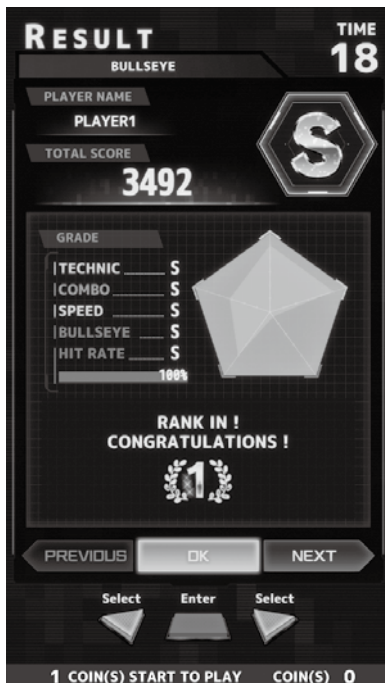 RESULT
TIME
18
BULLSEYE
PLAYER NAME
PLAYER1
S
TOTAL SCORE
3492
GRADE
TECHNIC S
COMBO S
SPEED S
BULLSEYE S
HIT RATE S
100%
RANK IN !
CONGRATULATIONS !
1
PREVIOUS OK NEXT
Select Enter Select
1 COIN(S) START TO PLAY COIN(S) 0